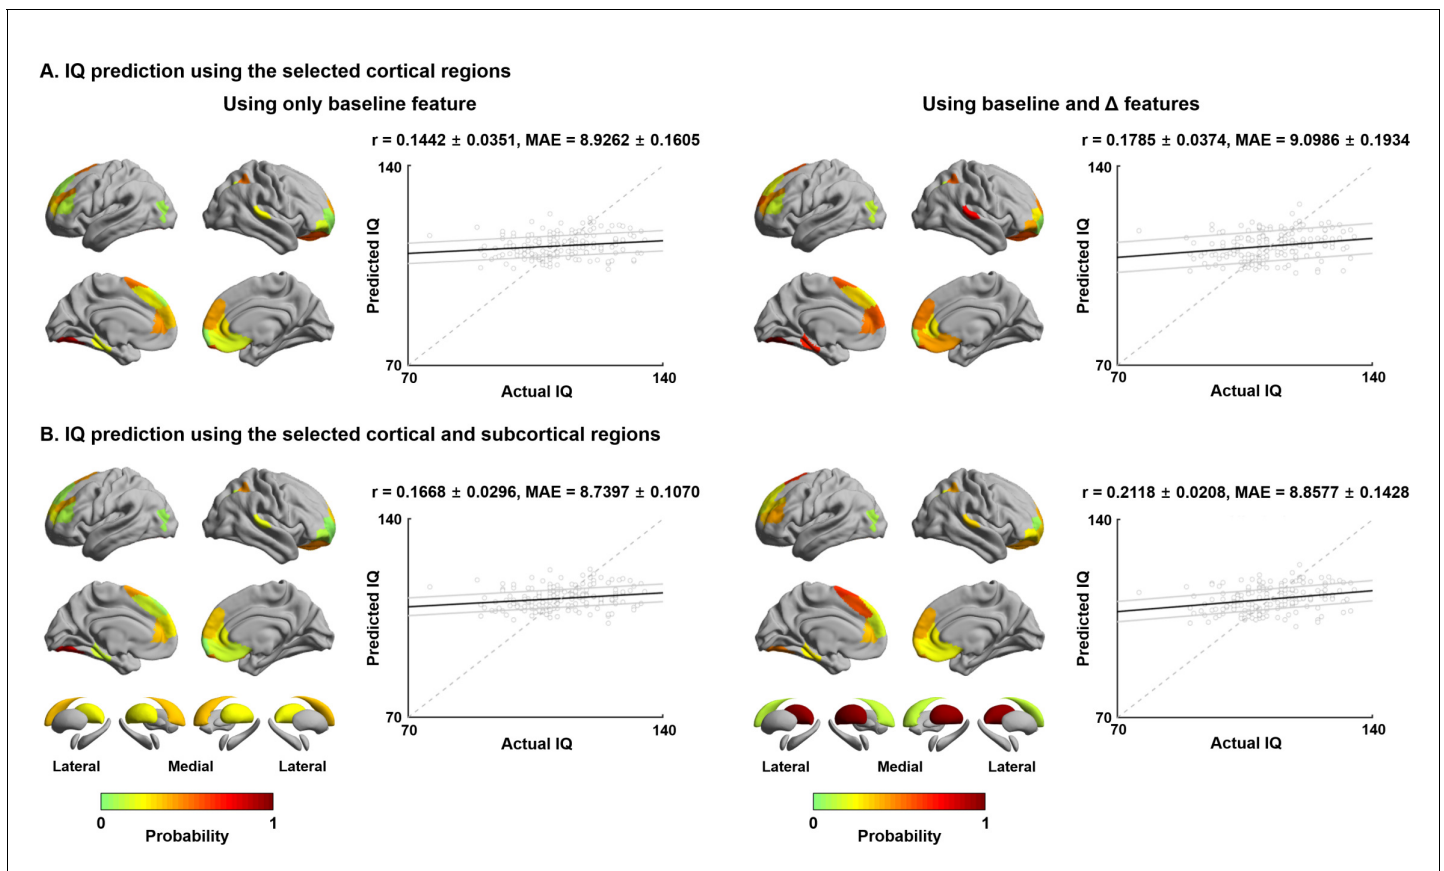 A. IQ prediction using the selected cortical regions
Using only baseline feature
Using baseline and Δ features
r = 0.1442 ± 0.0351, MAE = 8.9262 ± 0.1605
140
Predicted IQ
70
70
140
Actual IQ
r = 0.1785 ± 0.0374, MAE = 9.0986 ± 0.1934
140
Predicted IQ
70
70
140
Actual IQ
B. IQ prediction using the selected cortical and subcortical regions
r = 0.1668 ± 0.0296, MAE = 8.7397 ± 0.1070
140
Predicted IQ
70
70
140
Actual IQ
Lateral
Medial
Lateral
0
1
Probability
r = 0.2118 ± 0.0208, MAE = 8.8577 ± 0.1428
140
Predicted IQ
70
70
140
Actual IQ
Lateral
Medial
Lateral
0
1
Probability